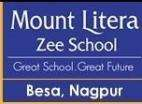 Mount Litera
Zee School
Great School.Great Future
Besa, Nagpur